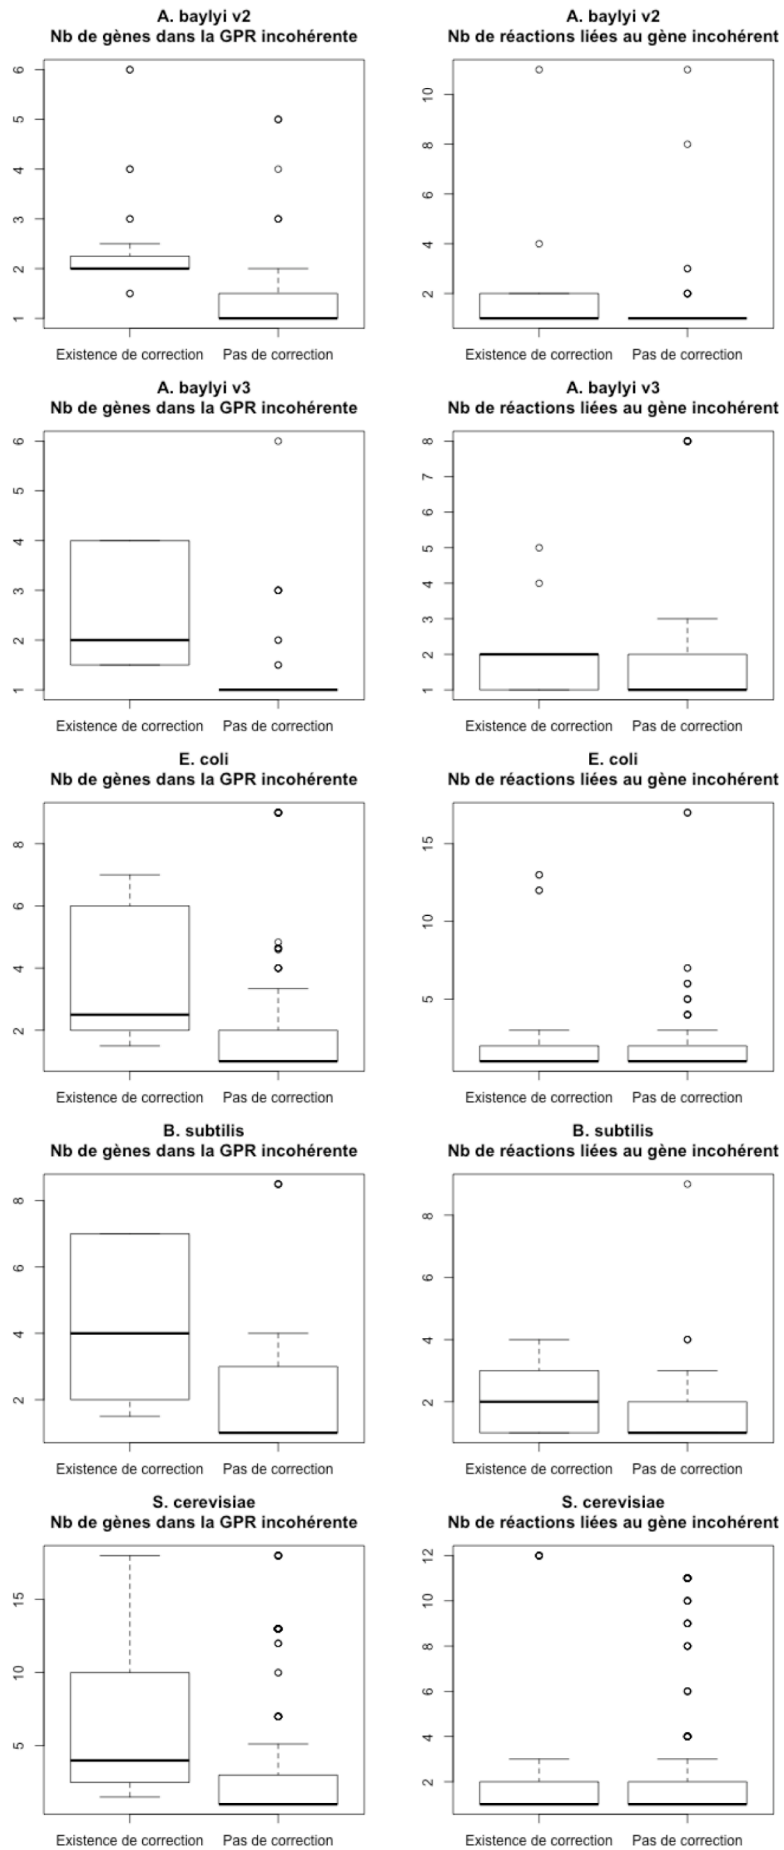 A. baylyi v2
Nb de gènes dans la GPR incohérente
6
5
4
3
2
1
Existence de correction Pas de correction
A. baylyi v2
Nb de réactions liées au gène incohérent
10
8
6
4
2
Existence de correction Pas de correction
A. baylyi v3
Nb de gènes dans la GPR incohérente
6
5
4
3
2
1
Existence de correction Pas de correction
A. baylyi v3
Nb de réactions liées au gène incohérent
8
7
6
5
4
3
2
1
Existence de correction Pas de correction
E. coli
Nb de gènes dans la GPR incohérente
8
6
4
2
Existence de correction Pas de correction
E. coli
Nb de réactions liées au gène incohérent
15
10
5
Existence de correction Pas de correction
B. subtilis
Nb de gènes dans la GPR incohérente
8
6
4
2
Existence de correction Pas de correction
B. subtilis
Nb de réactions liées au gène incohérent
8
6
4
2
Existence de correction Pas de correction
S. cerevisiae
Nb de gènes dans la GPR incohérente
15
10
5
Existence de correction Pas de correction
S. cerevisiae
Nb de réactions liées au gène incohérent
12
10
8
6
4
2
Existence de correction Pas de correction